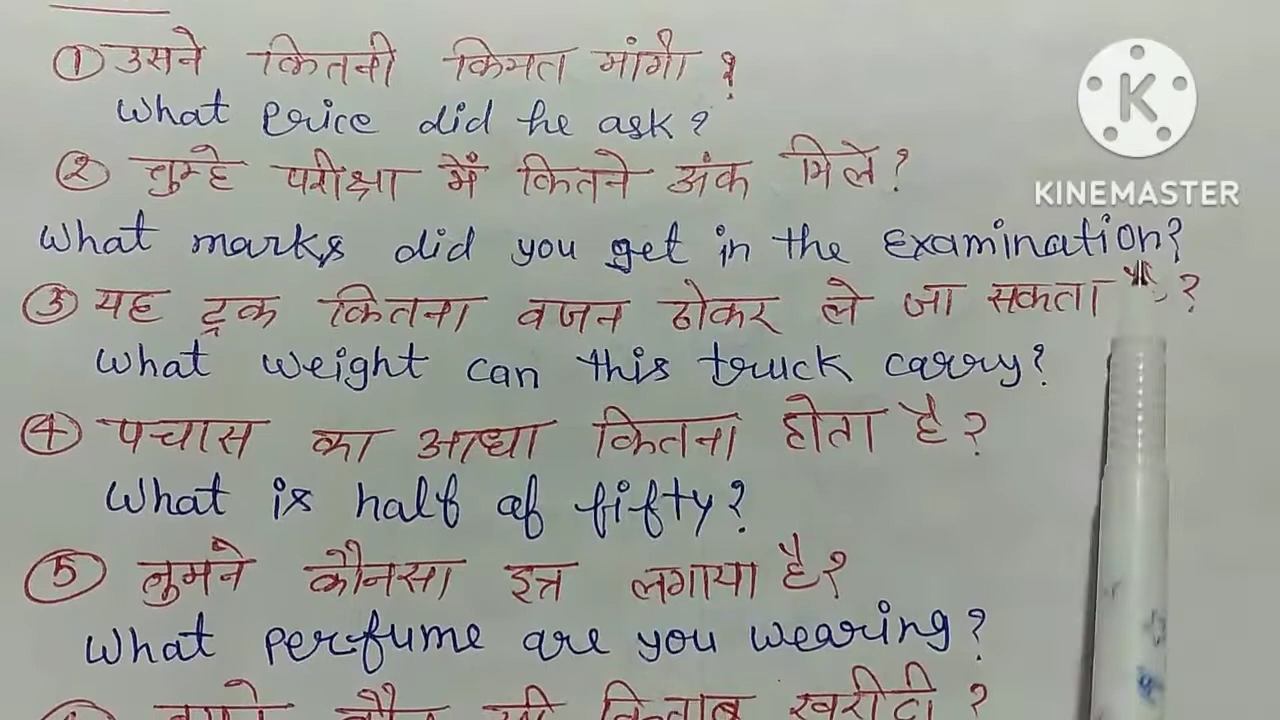 ① उसने कितनी किमत मांगी ?
What price did he ask?
② तुम्हे परीक्षा में कितने अंक मिले?
What marks did you get in the Examination?
③ यह ट्रक कितना वजन ढोकर ले जा सकता ?
What weight can this truck carry?
④ पचास का आधा कितना होता है?
What is half of fifty?
⑤ तुमने कौनसा इत्र लगाया है?
What perfume are you wearing?
किताब खरीदी ?
K
KINEMASTER